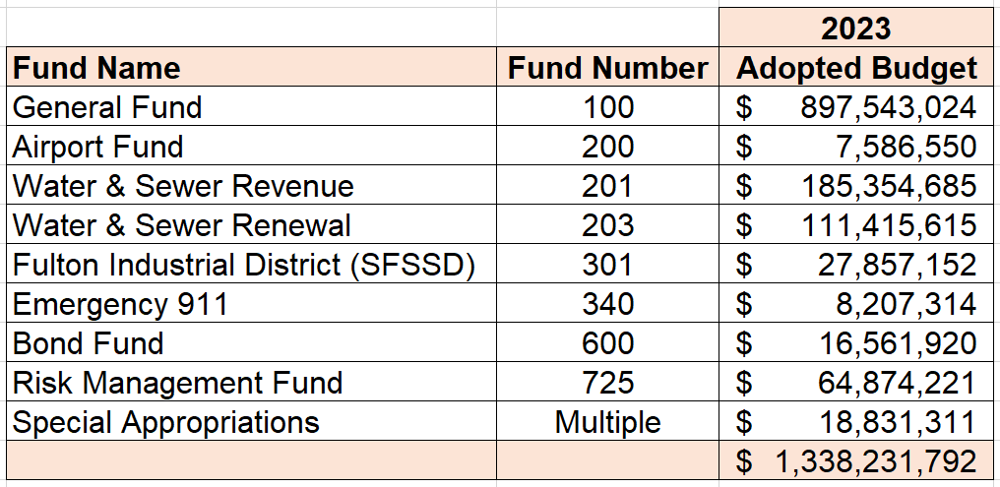 2023
Fund Name Fund Number Adopted Budget
General Fund 100 $ 897,543,024
Airport Fund 200 $ 7,586,550
Water & Sewer Revenue 201 $ 185,354,685
Water & Sewer Renewal 203 $ 111,415,615
Fulton Industrial District (SFSSD) 301 $ 27,857,152
Emergency 911 340 $ 8,207,314
Bond Fund 600 $ 16,561,920
Risk Management Fund 725 $ 64,874,221
Special Appropriations Multiple $ 18,831,311
$ 1,338,231,792